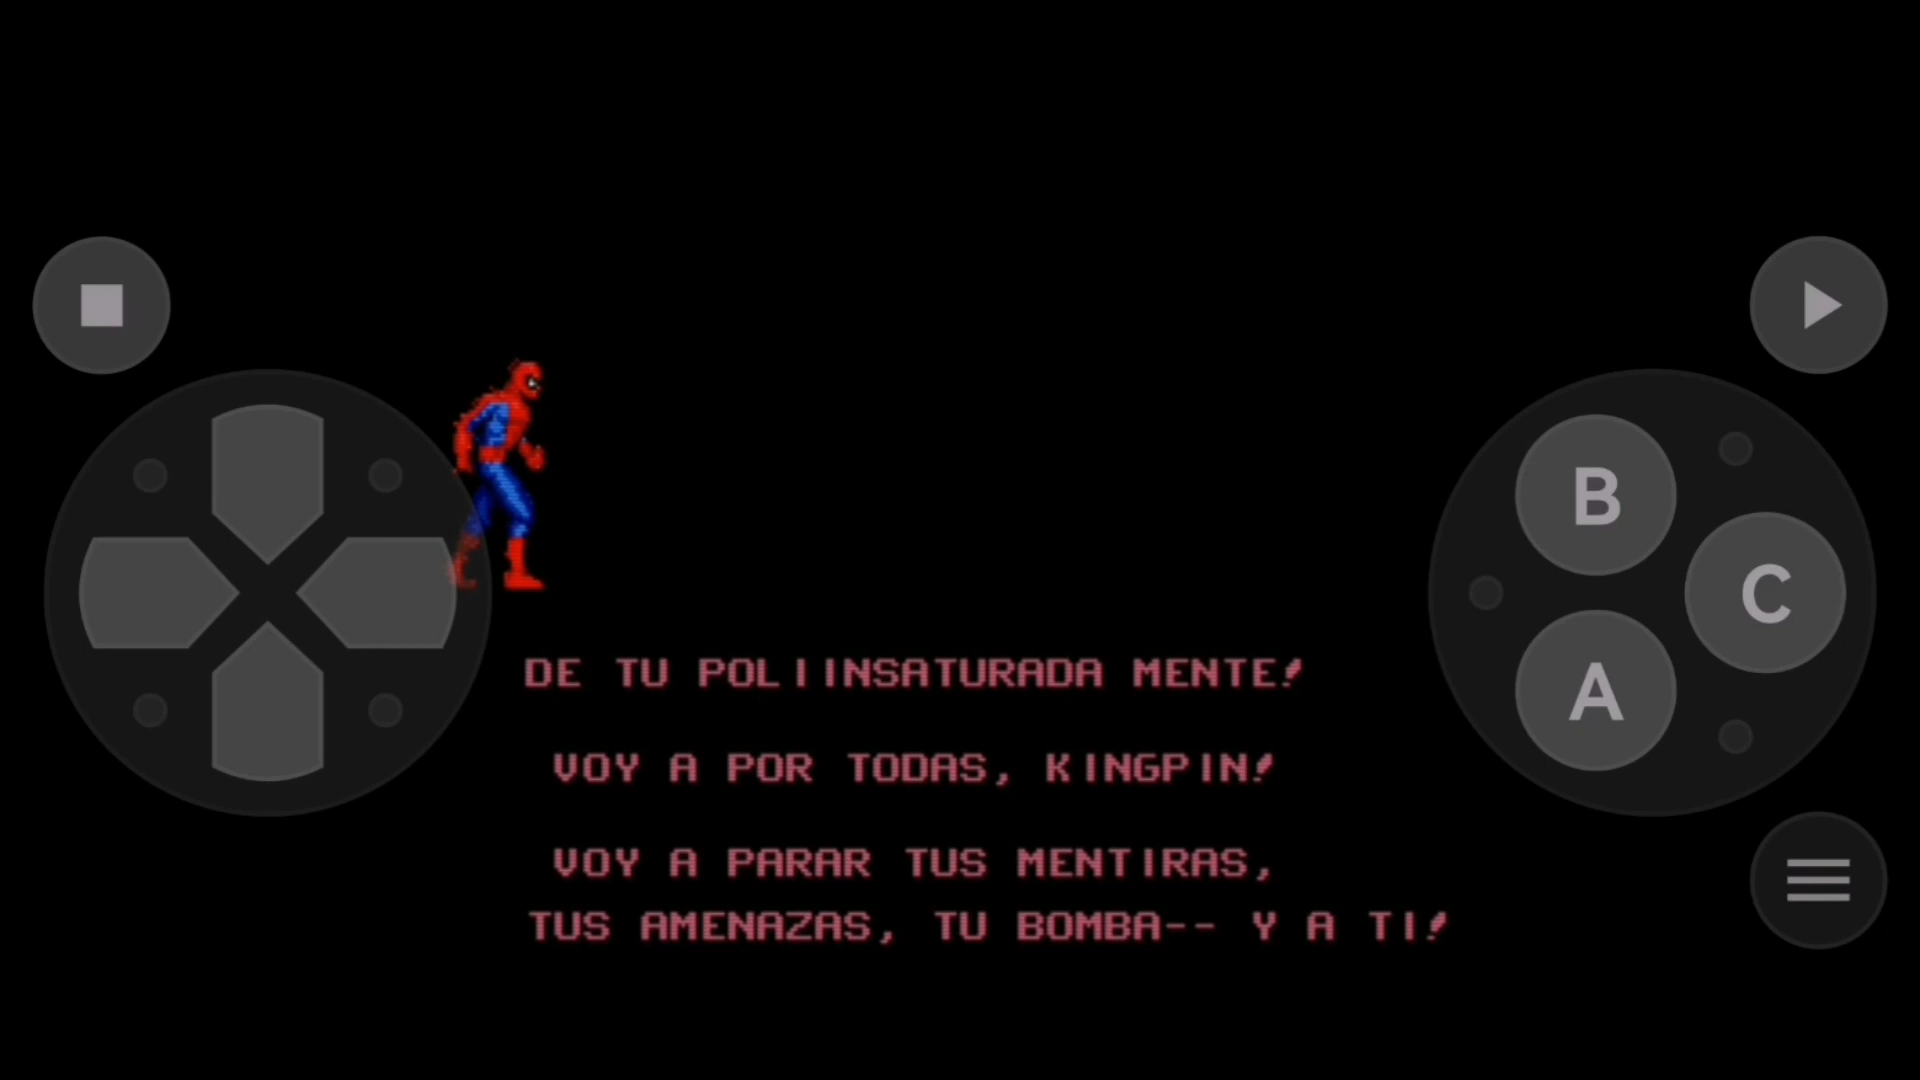 DE TU POLIINSATURADA MENTE!
VOY A POR TODAS, KINGPIN!
VOY A PARAR TUS MENTIRAS,
TUS AMENAZAS, TU BOMBA-- Y A TI!
B
C
A